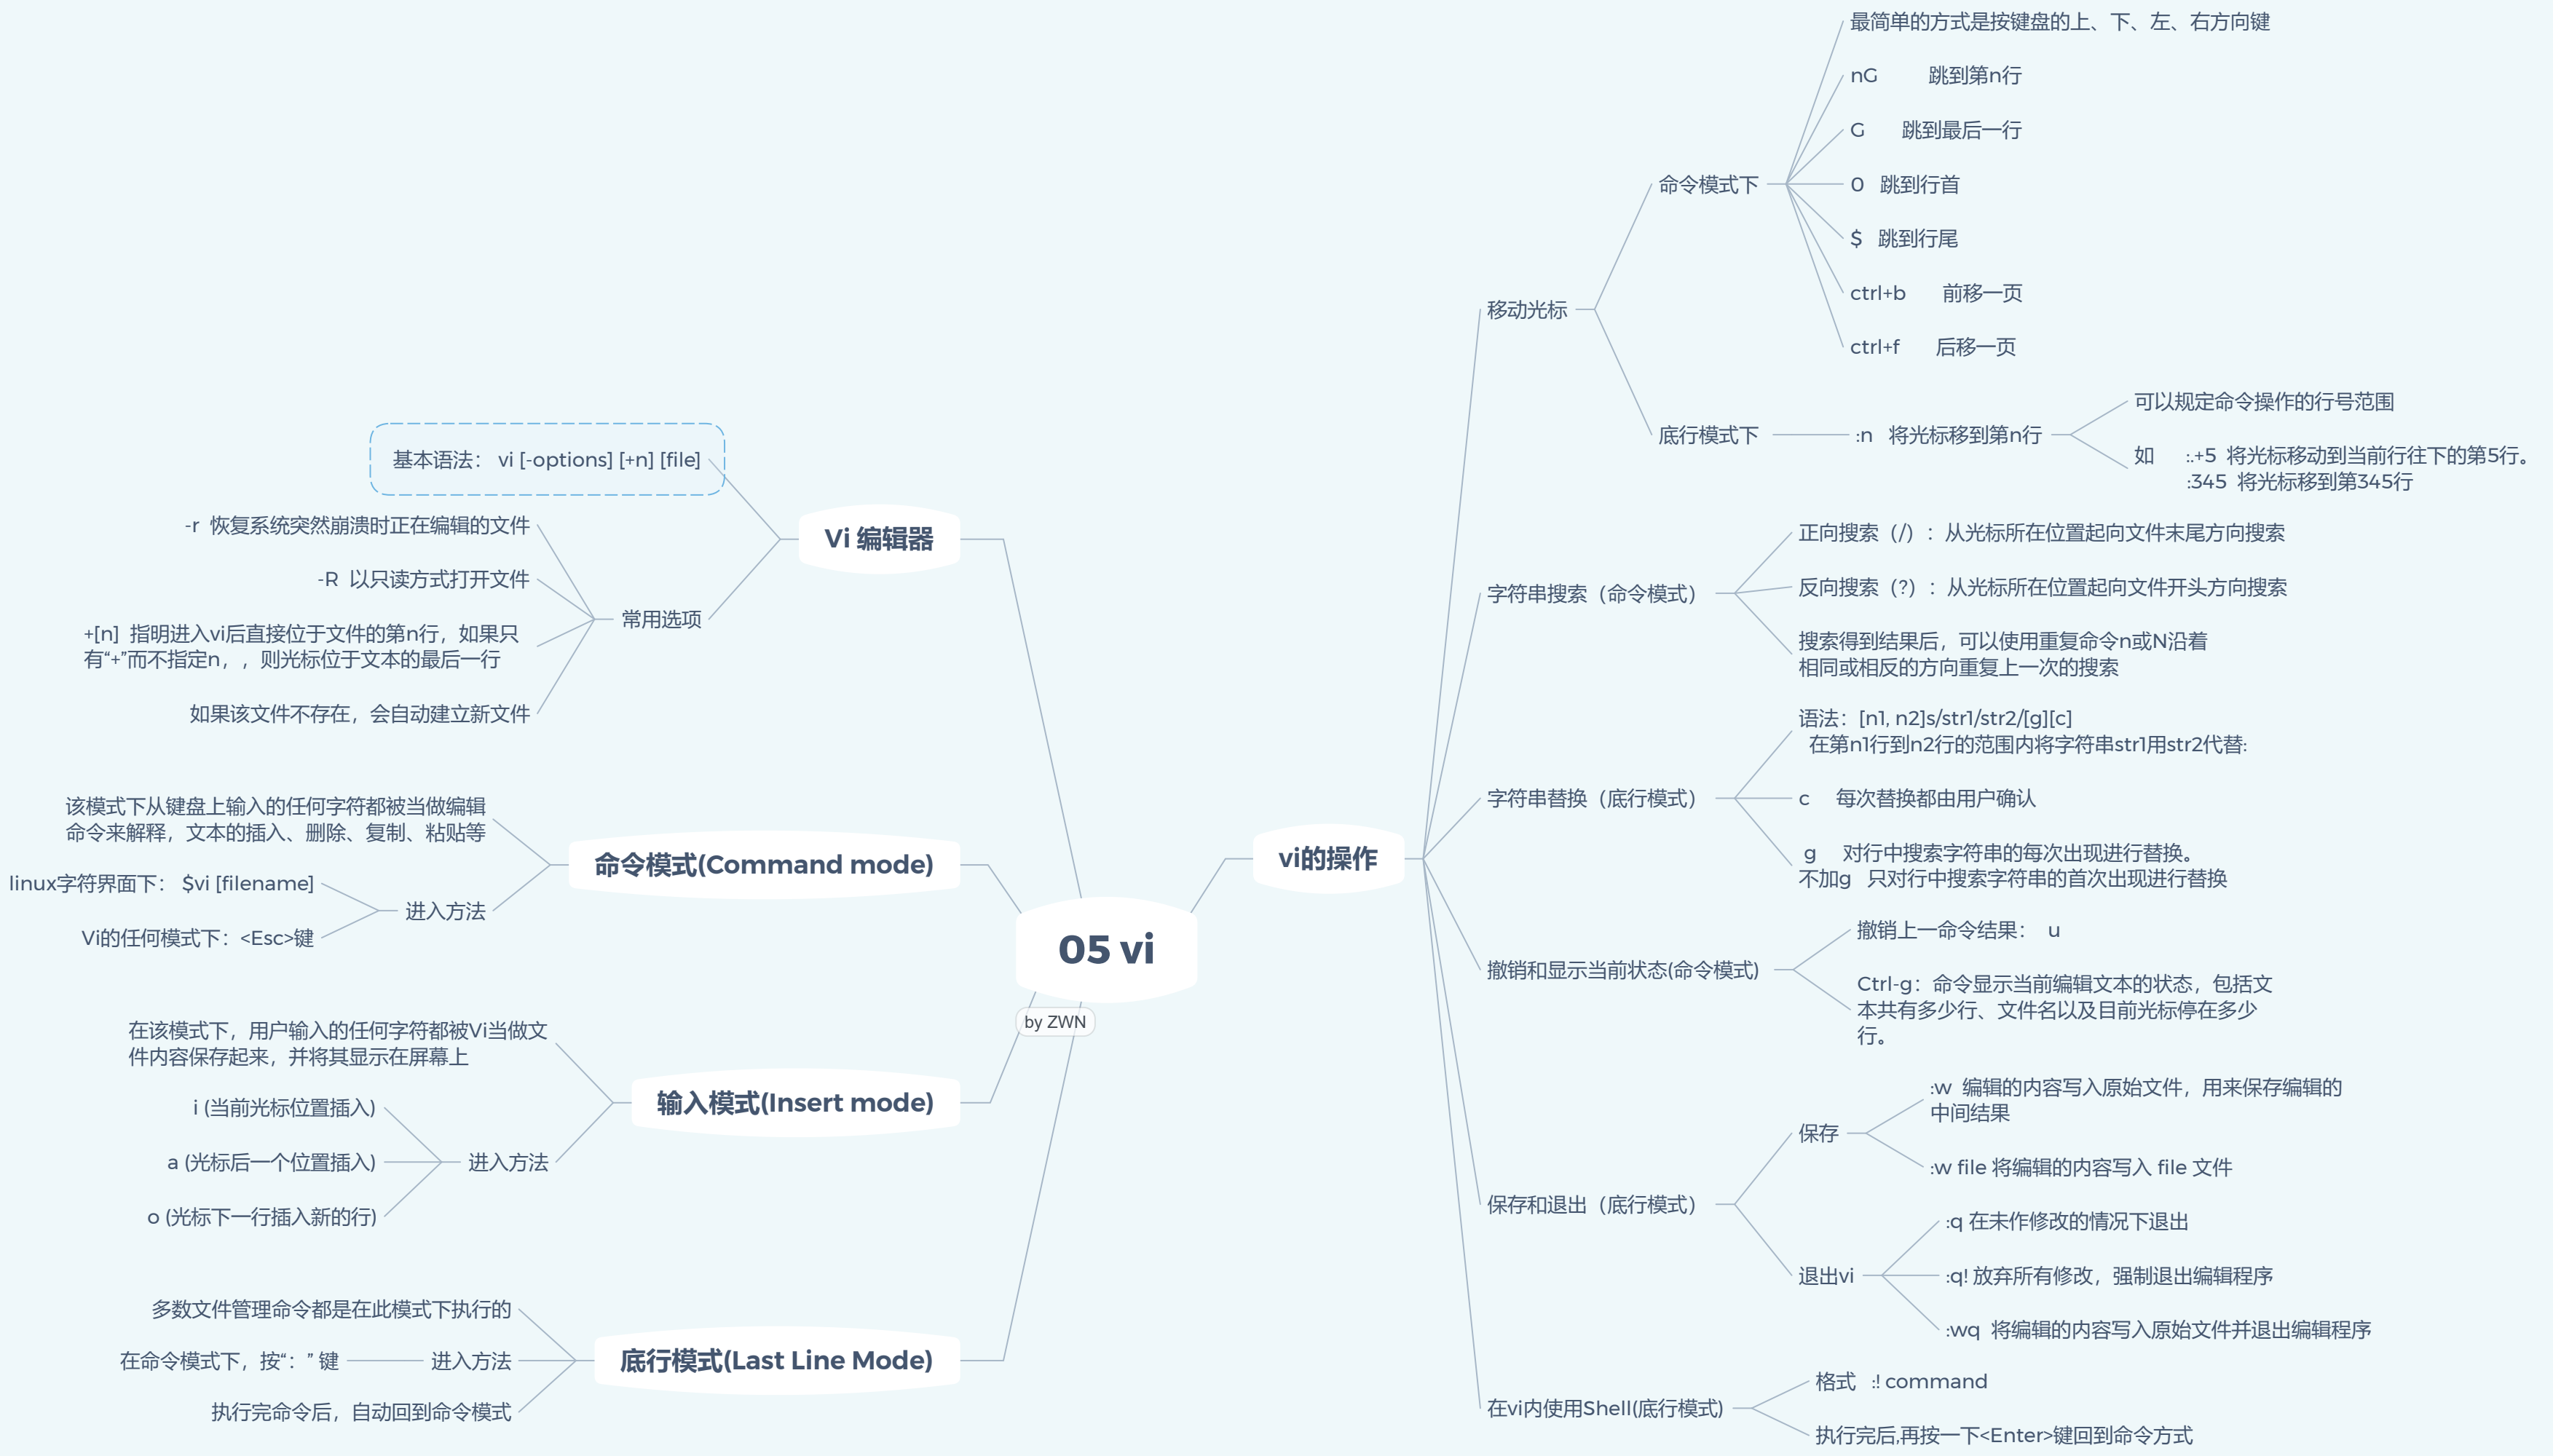 05 vi
by ZWN
Vi 编辑器
基本语法： vi [-options] [+n] [file]
常用选项
-r 恢复系统突然崩溃时正在编辑的文件
-R 以只读方式打开文件
+[n] 指明进入vi后直接位于文件的第n行，如果只
有“+”而不指定n，，则光标位于文本的最后一行
如果该文件不存在，会自动建立新文件
命令模式(Command mode)
该模式下从键盘上输入的任何字符都被当做编辑
命令来解释，文本的插入、删除、复制、粘贴等
进入方法
linux字符界面下： $vi [filename]
Vi的任何模式下：<Esc>键
输入模式(Insert mode)
在该模式下，用户输入的任何字符都被Vi当做文
件内容保存起来，并将其显示在屏幕上
进入方法
i (当前光标位置插入)
a (光标后一个位置插入)
o (光标下一行插入新的行)
底行模式(Last Line Mode)
多数文件管理命令都是在此模式下执行的
进入方法
在命令模式下，按“：” 键
执行完命令后，自动回到命令模式
vi的操作
移动光标
命令模式下
最简单的方式是按键盘的上、下、左、右方向键
nG 跳到第n行
G 跳到最后一行
0 跳到行首
$ 跳到行尾
ctrl+b 前移一页
ctrl+f 后移一页
底行模式下
:n 将光标移到第n行
可以规定命令操作的行号范围
如 :.+5 将光标移动到当前行往下的第5行。
:345 将光标移到第345行
字符串搜索（命令模式）
正向搜索（/）：从光标所在位置起向文件末尾方向搜索
反向搜索（?）：从光标所在位置起向文件开头方向搜索
搜索得到结果后，可以使用重复命令n或N沿着
相同或相反的方向重复上一次的搜索
字符串替换（底行模式）
语法：[n1, n2]s/str1/str2/[g][c]
在第n1行到n2行的范围内将字符串str1用str2代替:
c 每次替换都由用户确认
g 对行中搜索字符串的每次出现进行替换。
不加g 只对行中搜索字符串的首次出现进行替换
撤销和显示当前状态(命令模式)
撤销上一命令结果： u
Ctrl-g：命令显示当前编辑文本的状态，包括文
本共有多少行、文件名以及目前光标停在多少
行。
保存和退出（底行模式）
保存
:w 编辑的内容写入原始文件，用来保存编辑的
中间结果
:w file 将编辑的内容写入 file 文件
退出vi
:q 在未作修改的情况下退出
:q! 放弃所有修改，强制退出编辑程序
:wq 将编辑的内容写入原始文件并退出编辑程序
在vi内使用Shell(底行模式)
格式 :! command
执行完后,再按一下<Enter>键回到命令方式